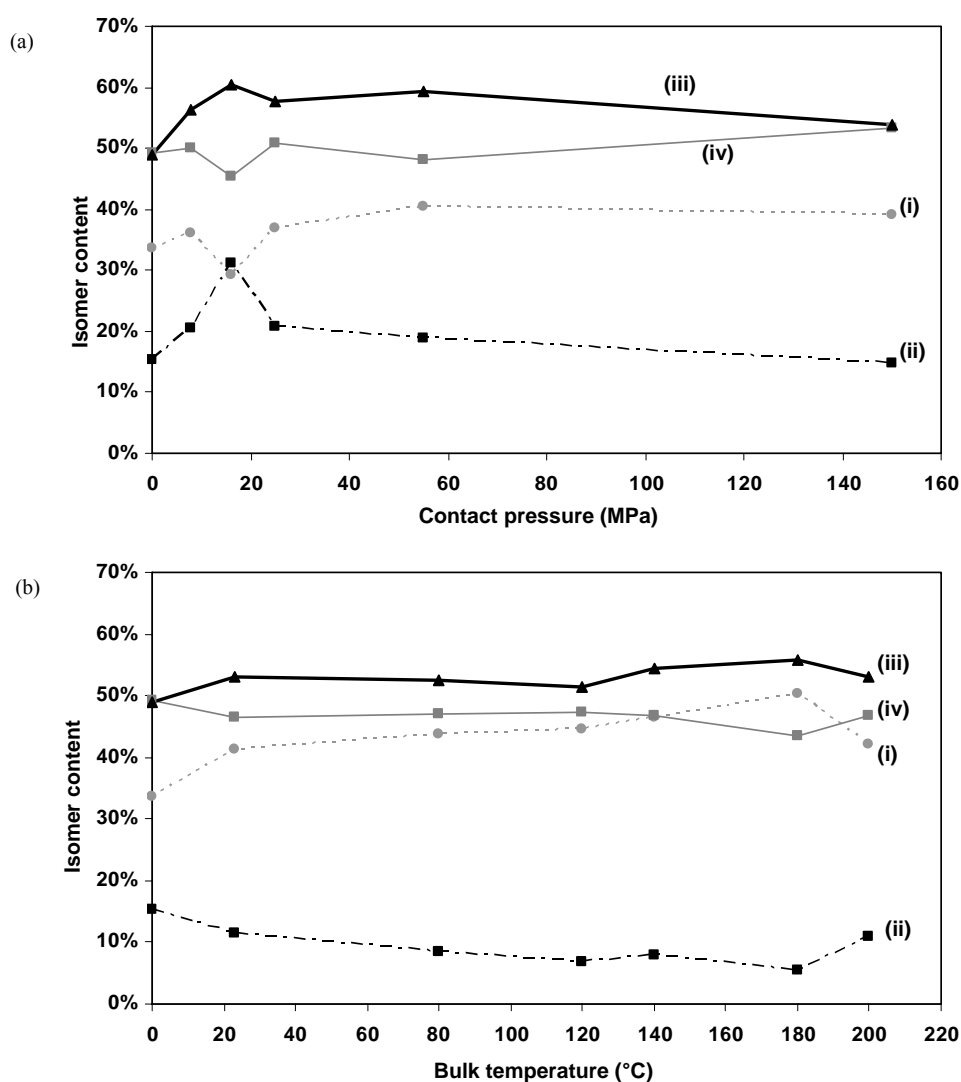 (a)
70%
60%
50%
40%
30%
20%
10%
0%
Isomer content
(iii)
(iv)
(i)
(ii)
0 20 40 60 80 100 120 140 160
Contact pressure (MPa)
(b)
70%
60%
50%
40%
30%
20%
10%
0%
Isomer content
(iii)
(iv)
(i)
(ii)
0 20 40 60 80 100 120 140 160 180 200 220
Bulk temperature (°C)